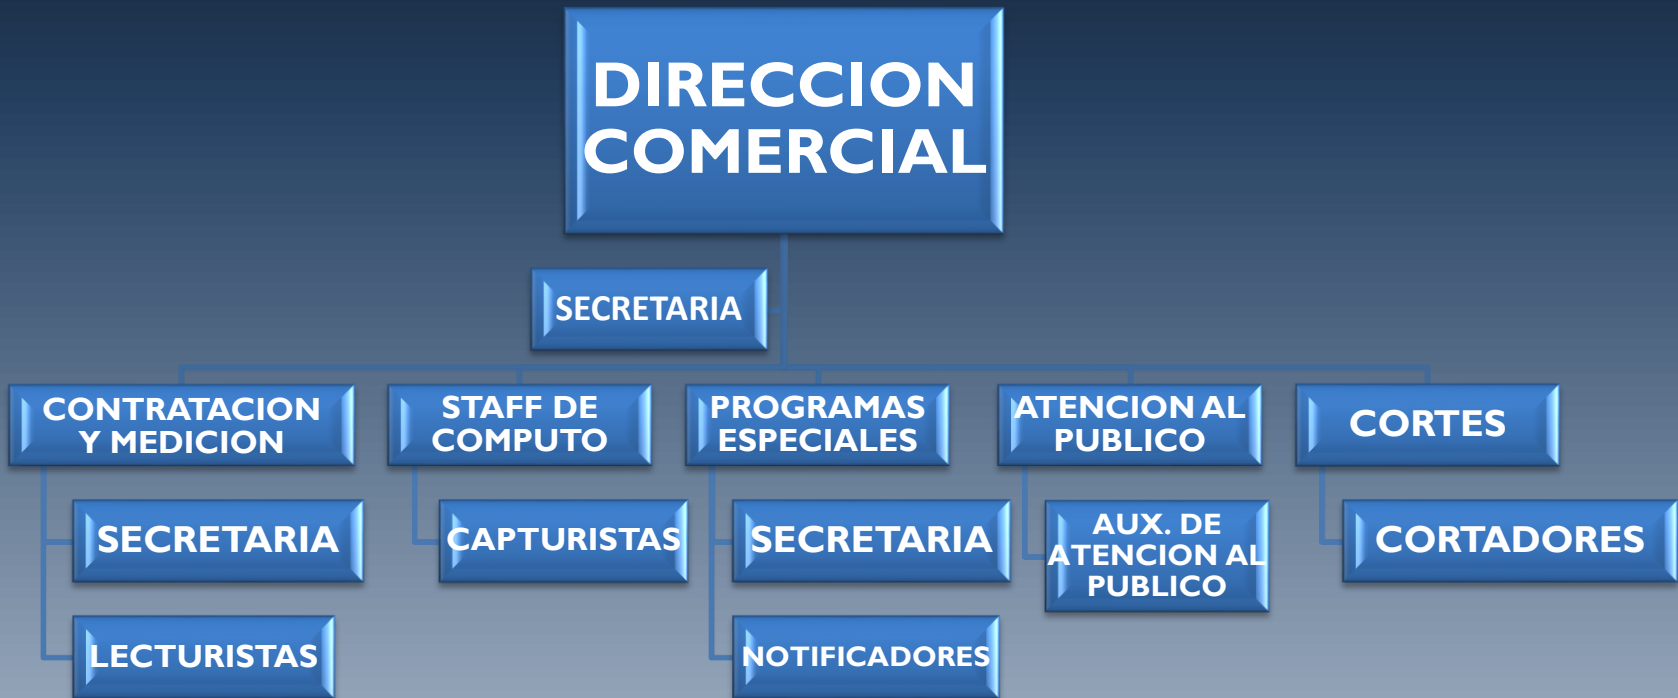 DIRECCION
COMERCIAL
SECRETARIA
CONTRATACION
Y MEDICION
STAFF DE
COMPUTO
PROGRAMAS
ESPECIALES
ATENCION AL
PUBLICO
CORTES
SECRETARIA
CAPTURISTAS
SECRETARIA
AUX. DE
ATENCION AL
PUBLICO
CORTADORES
LECTURISTAS
NOTIFICADORES